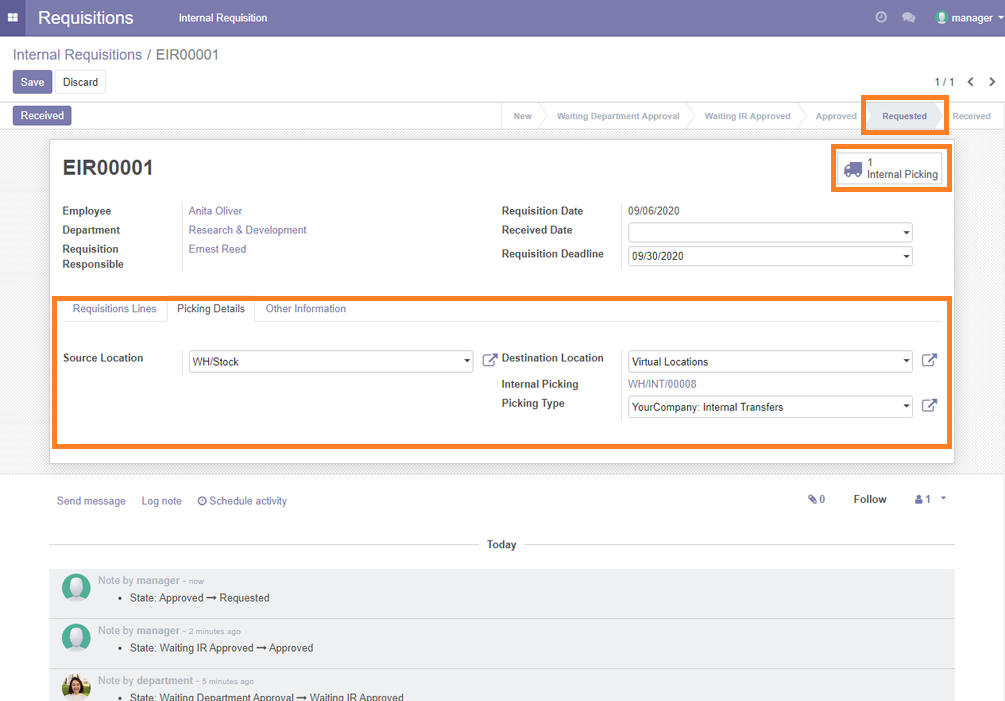 Requisitions Internal Requisition manager
Internal Requisitions / EIR00001
Save Discard 1 / 1
Received New Waiting Department Approval Waiting IR Approved Approved Requested Received
EIR00001
1
Internal Picking
Employee Anita Oliver Requisition Date 09/06/2020
Department Research & Development Received Date
Requisition Responsible Ernest Reed Requisition Deadline 09/30/2020
Requisitions Lines Picking Details Other Information
Source Location WH/Stock Destination Location Virtual Locations
Internal Picking WH/INT/00008
Picking Type YourCompany: Internal Transfers
Send message Log note Schedule activity 0 Follow 1
Today
Note by manager - now
• State: Approved → Requested
Note by manager - 2 minutes ago
• State: Waiting IR Approved → Approved
Note by department - 5 minutes ago
• State: Waiting Department Approval → Waiting IR Approved